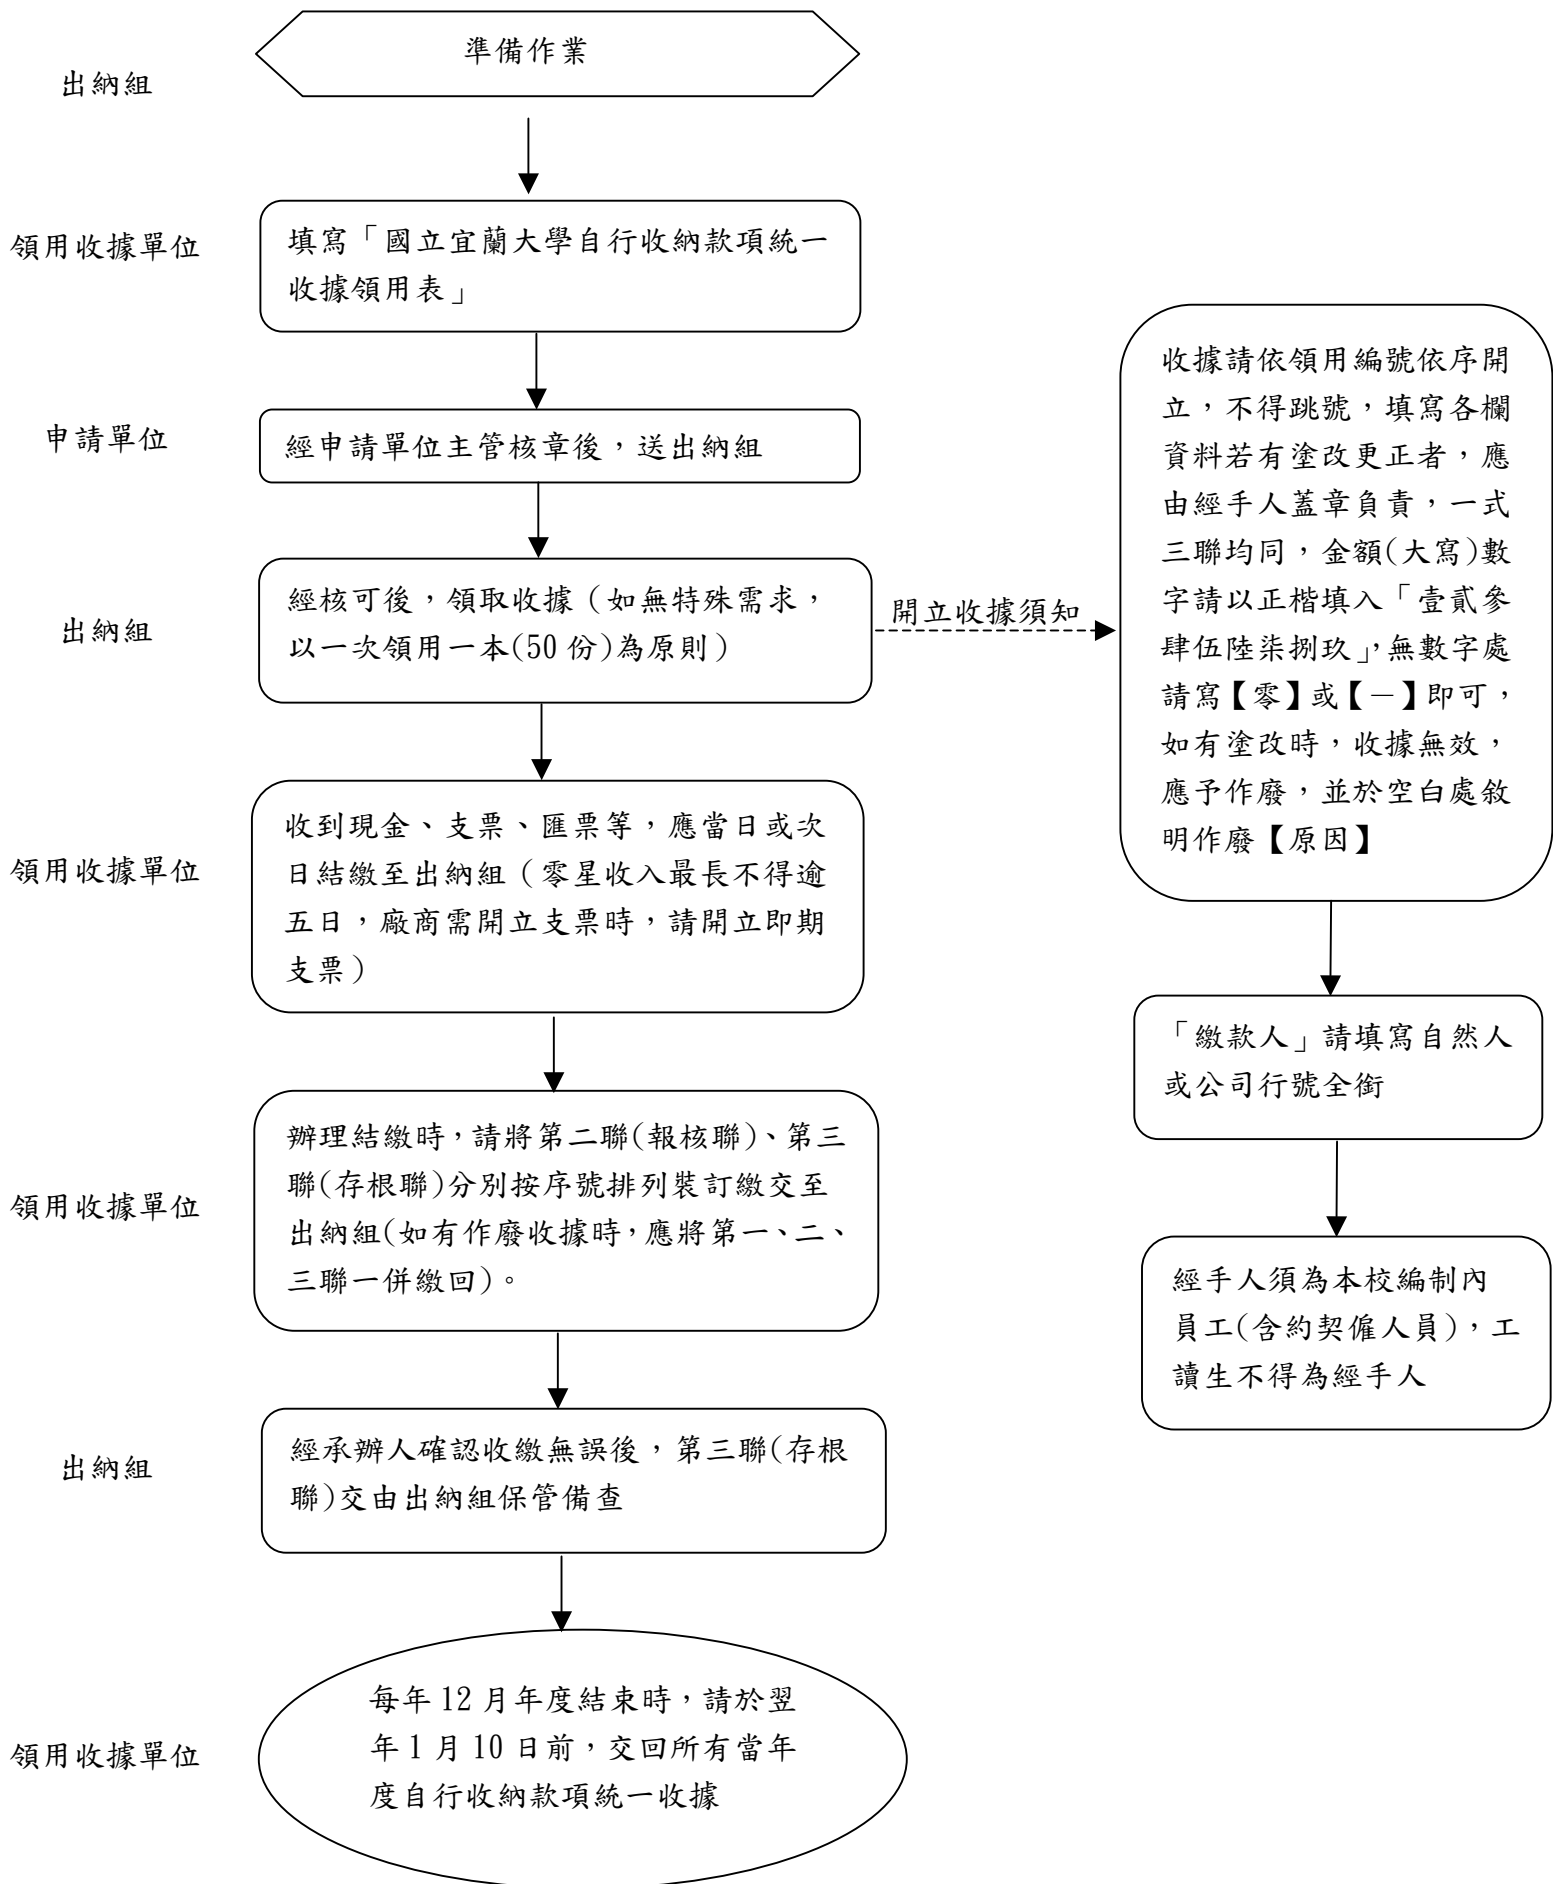 準備作業
出納組
領用收據單位
填寫「國立宜蘭大學自行收納款項統一
收據領用表」
申請單位
經申請單位主管核章後，送出納組
出納組
經核可後，領取收據（如無特殊需求，
以一次領用一本(50 份)為原則）
開立收據須知
收據請依領用編號依序開
立，不得跳號，填寫各欄
資料若有塗改更正者，應
由經手人蓋章負責，一式
三聯均同，金額(大寫)數
字請以正楷填入「壹貳參
肆伍陸柒捌玖」，無數字處
請寫【零】或【－】即可，
如有塗改時，收據無效，
應予作廢，並於空白處敘
明作廢【原因】
領用收據單位
收到現金、支票、匯票等，應當日或次
日結繳至出納組（零星收入最長不得逾
五日，廠商需開立支票時，請開立即期
支票）
「繳款人」請填寫自然人
或公司行號全銜
領用收據單位
辦理結繳時，請將第二聯(報核聯)、第三
聯(存根聯)分別按序號排列裝訂繳交至
出納組(如有作廢收據時，應將第一、二、
三聯一併繳回)。
經手人須為本校編制內
員工(含約契僱人員)，工
讀生不得為經手人
出納組
經承辦人確認收繳無誤後，第三聯(存根
聯)交由出納組保管備查
領用收據單位
每年 12 月年度結束時，請於翌
年 1 月 10 日前，交回所有當年
度自行收納款項統一收據